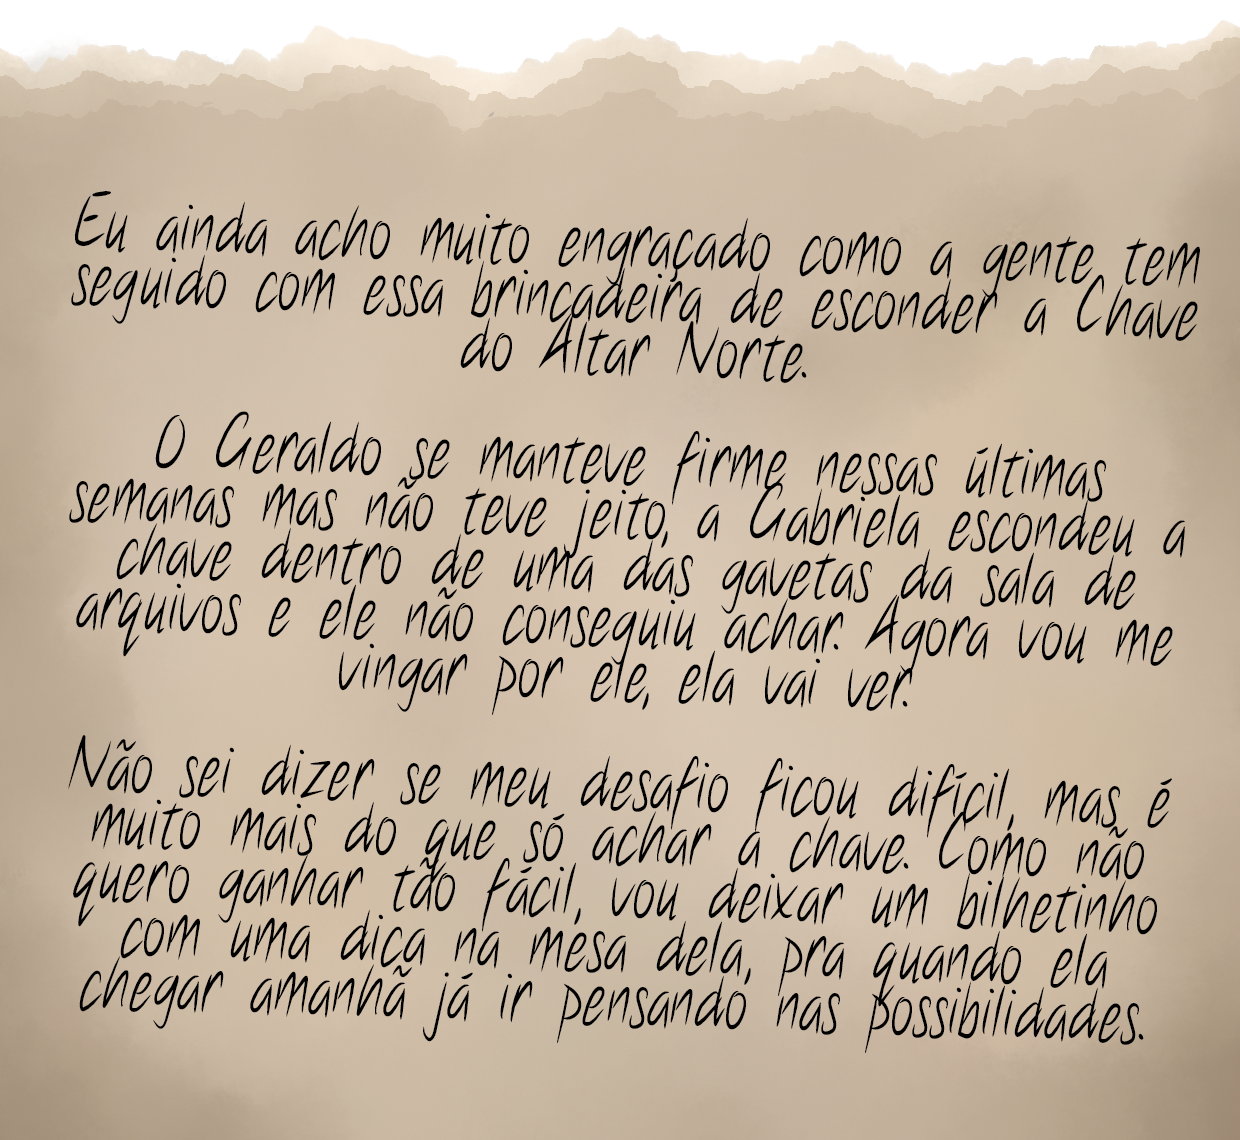 Eu ainda acho muito engraçado como a gente tem
seguido com essa brincadeira de esconder a Chave
do Altar Norte.
O Geraldo se manteve firme nessas últimas
semanas mas não teve jeito, a Gabriela escondeu a
chave dentro de uma das gavetas da sala de
arquivos e ele não conseguiu achar. Agora vou me
vingar por ele, ela vai ver.
Não sei dizer se meu desafio ficou difícil, mas é
muito mais do que só achar a chave. Como não
quero ganhar tão fácil, vou deixar um bilhetinho
com uma dica na mesa dela, pra quando ela
chegar amanhã já ir pensando nas possibilidades.